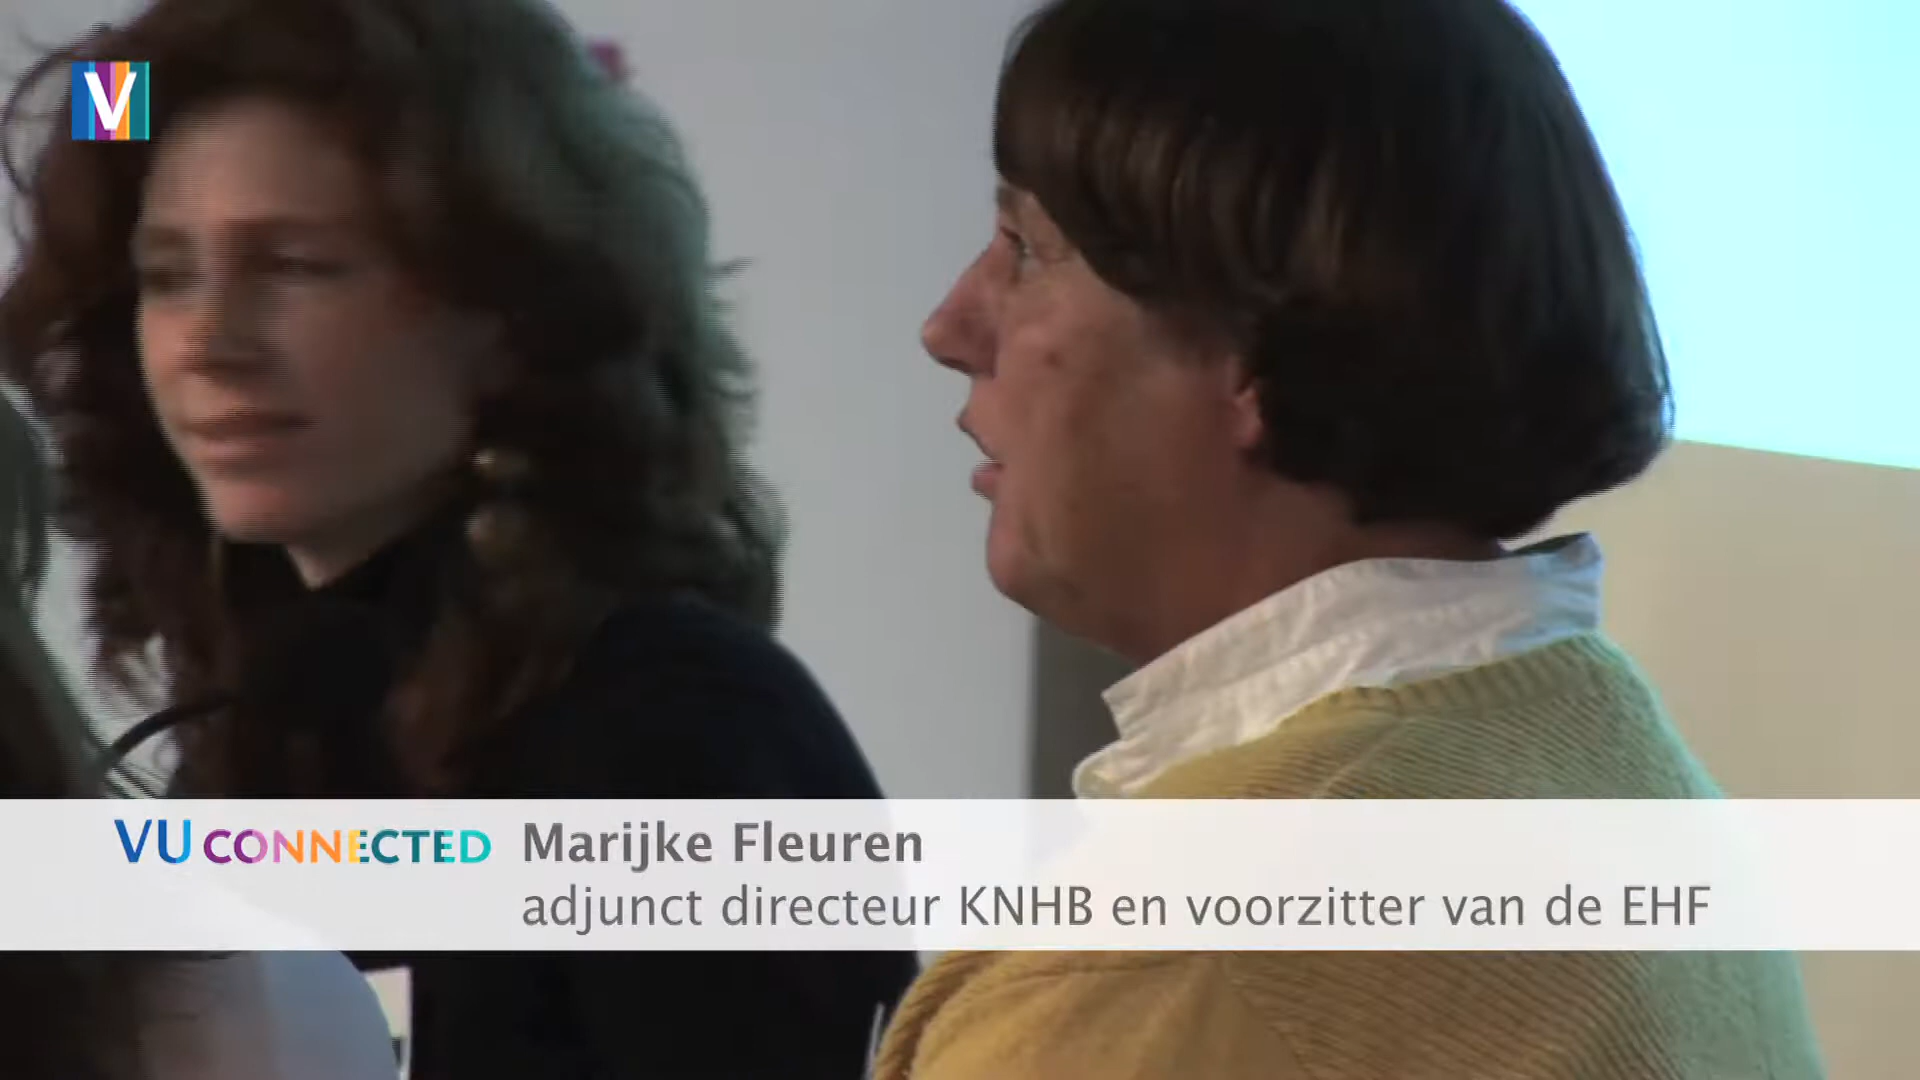 V
VU CONNECTED
Marijke Fleuren
adjunct directeur KNHB en voorzitter van de EHF